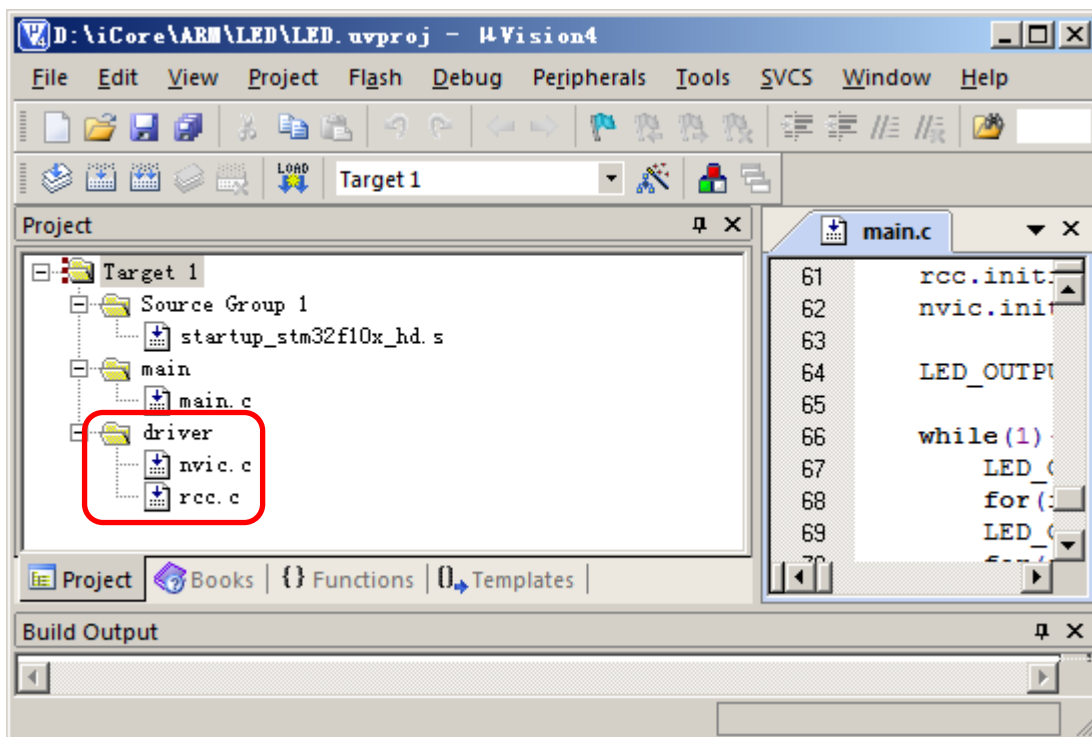 D:\iCore\ARM\LED\LED.uvproj - µVision4
File Edit View Project Flash Debug Peripherals Tools SVCS Window Help
LOAD Target 1
Project
main.c
Target 1
Source Group 1
startup_stm32f10x_hd.s
main
main.c
driver
nvic.c
rcc.c
61 rcc.init
62 nvic.init
63
64 LED_OUTPU
65
66 while(1)
67 LED_
68 for(
69 LED_
70 for(
Project Books {} Functions Templates
Build Output